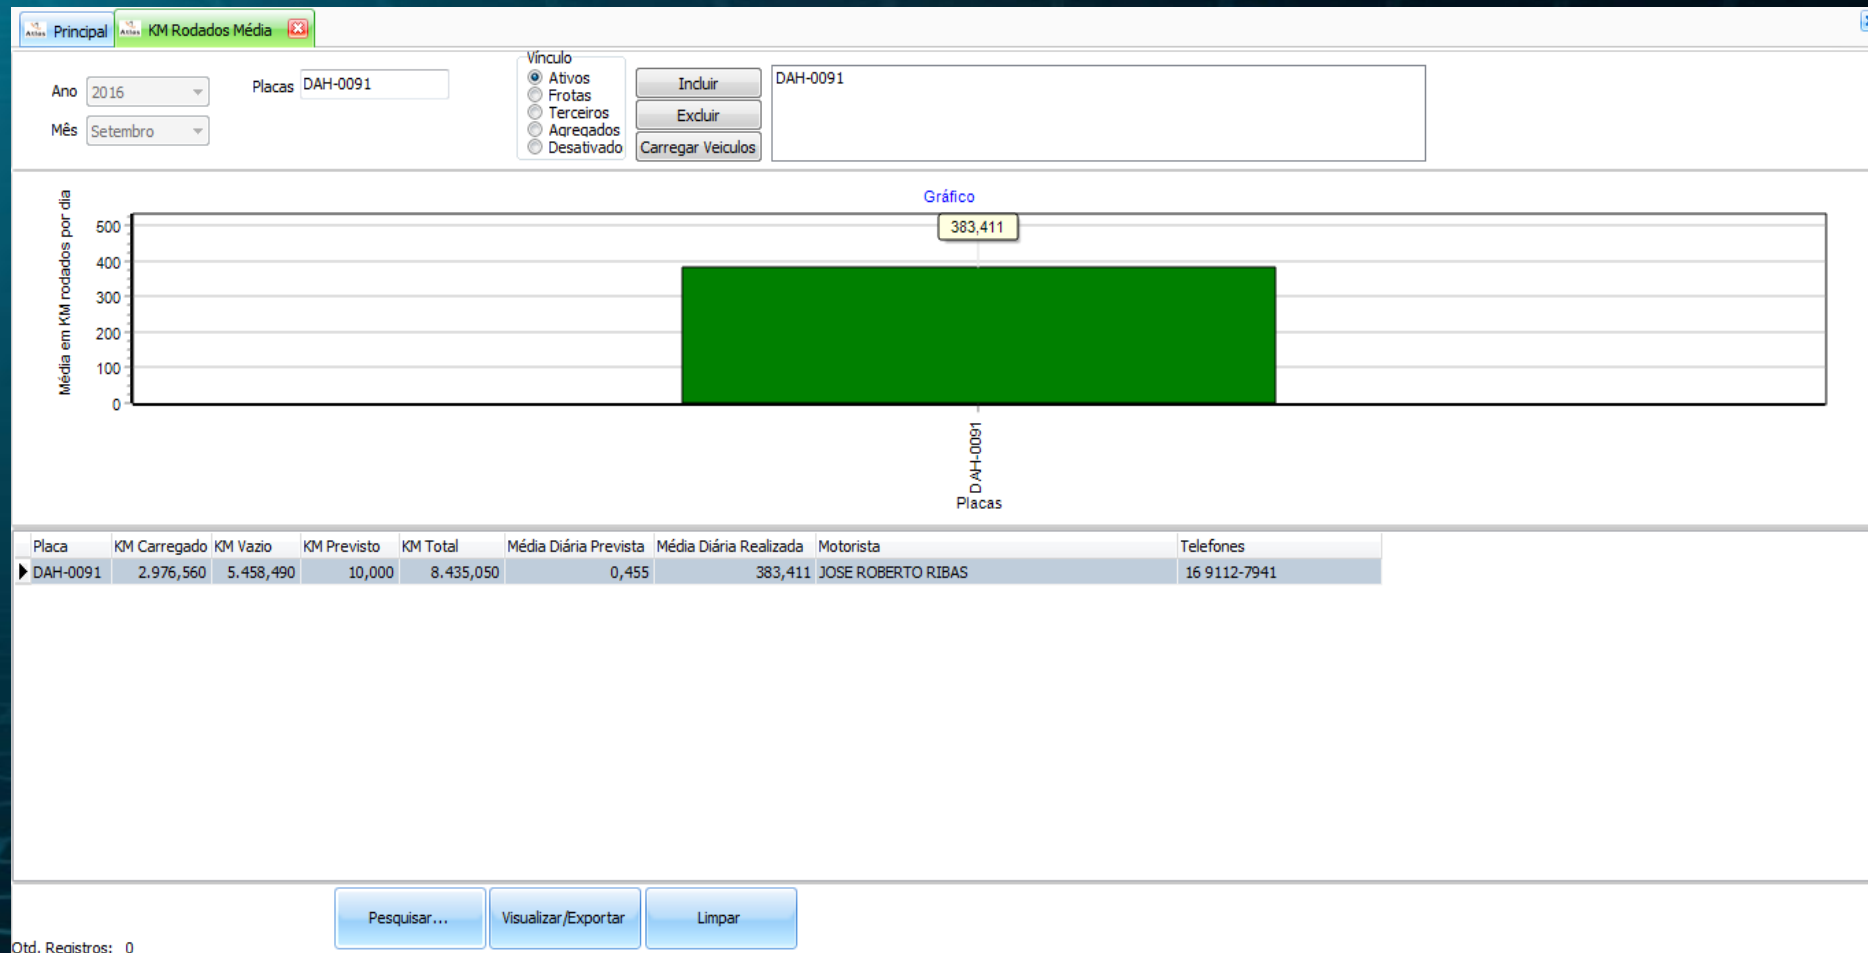 Atlas Principal Atlas KM Rodados Média
Ano 2016
Mês Setembro
Placas DAH-0091
Vínculo
Ativos
Frotas
Terceiros
Agregados
Desativado
Incluir
Excluir
Carregar Veiculos
DAH-0091
Gráfico
Média em KM rodados por dia
500
400
300
200
100
0
383,411
DAH-0091
Placas
Placa KM Carregado KM Vazio KM Previsto KM Total Média Diária Prevista Média Diária Realizada Motorista Telefones
DAH-0091 2.976,560 5.458,490 10,000 8.435,050 0,455 383,411 JOSE ROBERTO RIBAS 16 9112-7941
Pesquisar... Visualizar/Exportar Limpar
Qtd. Registros: 0